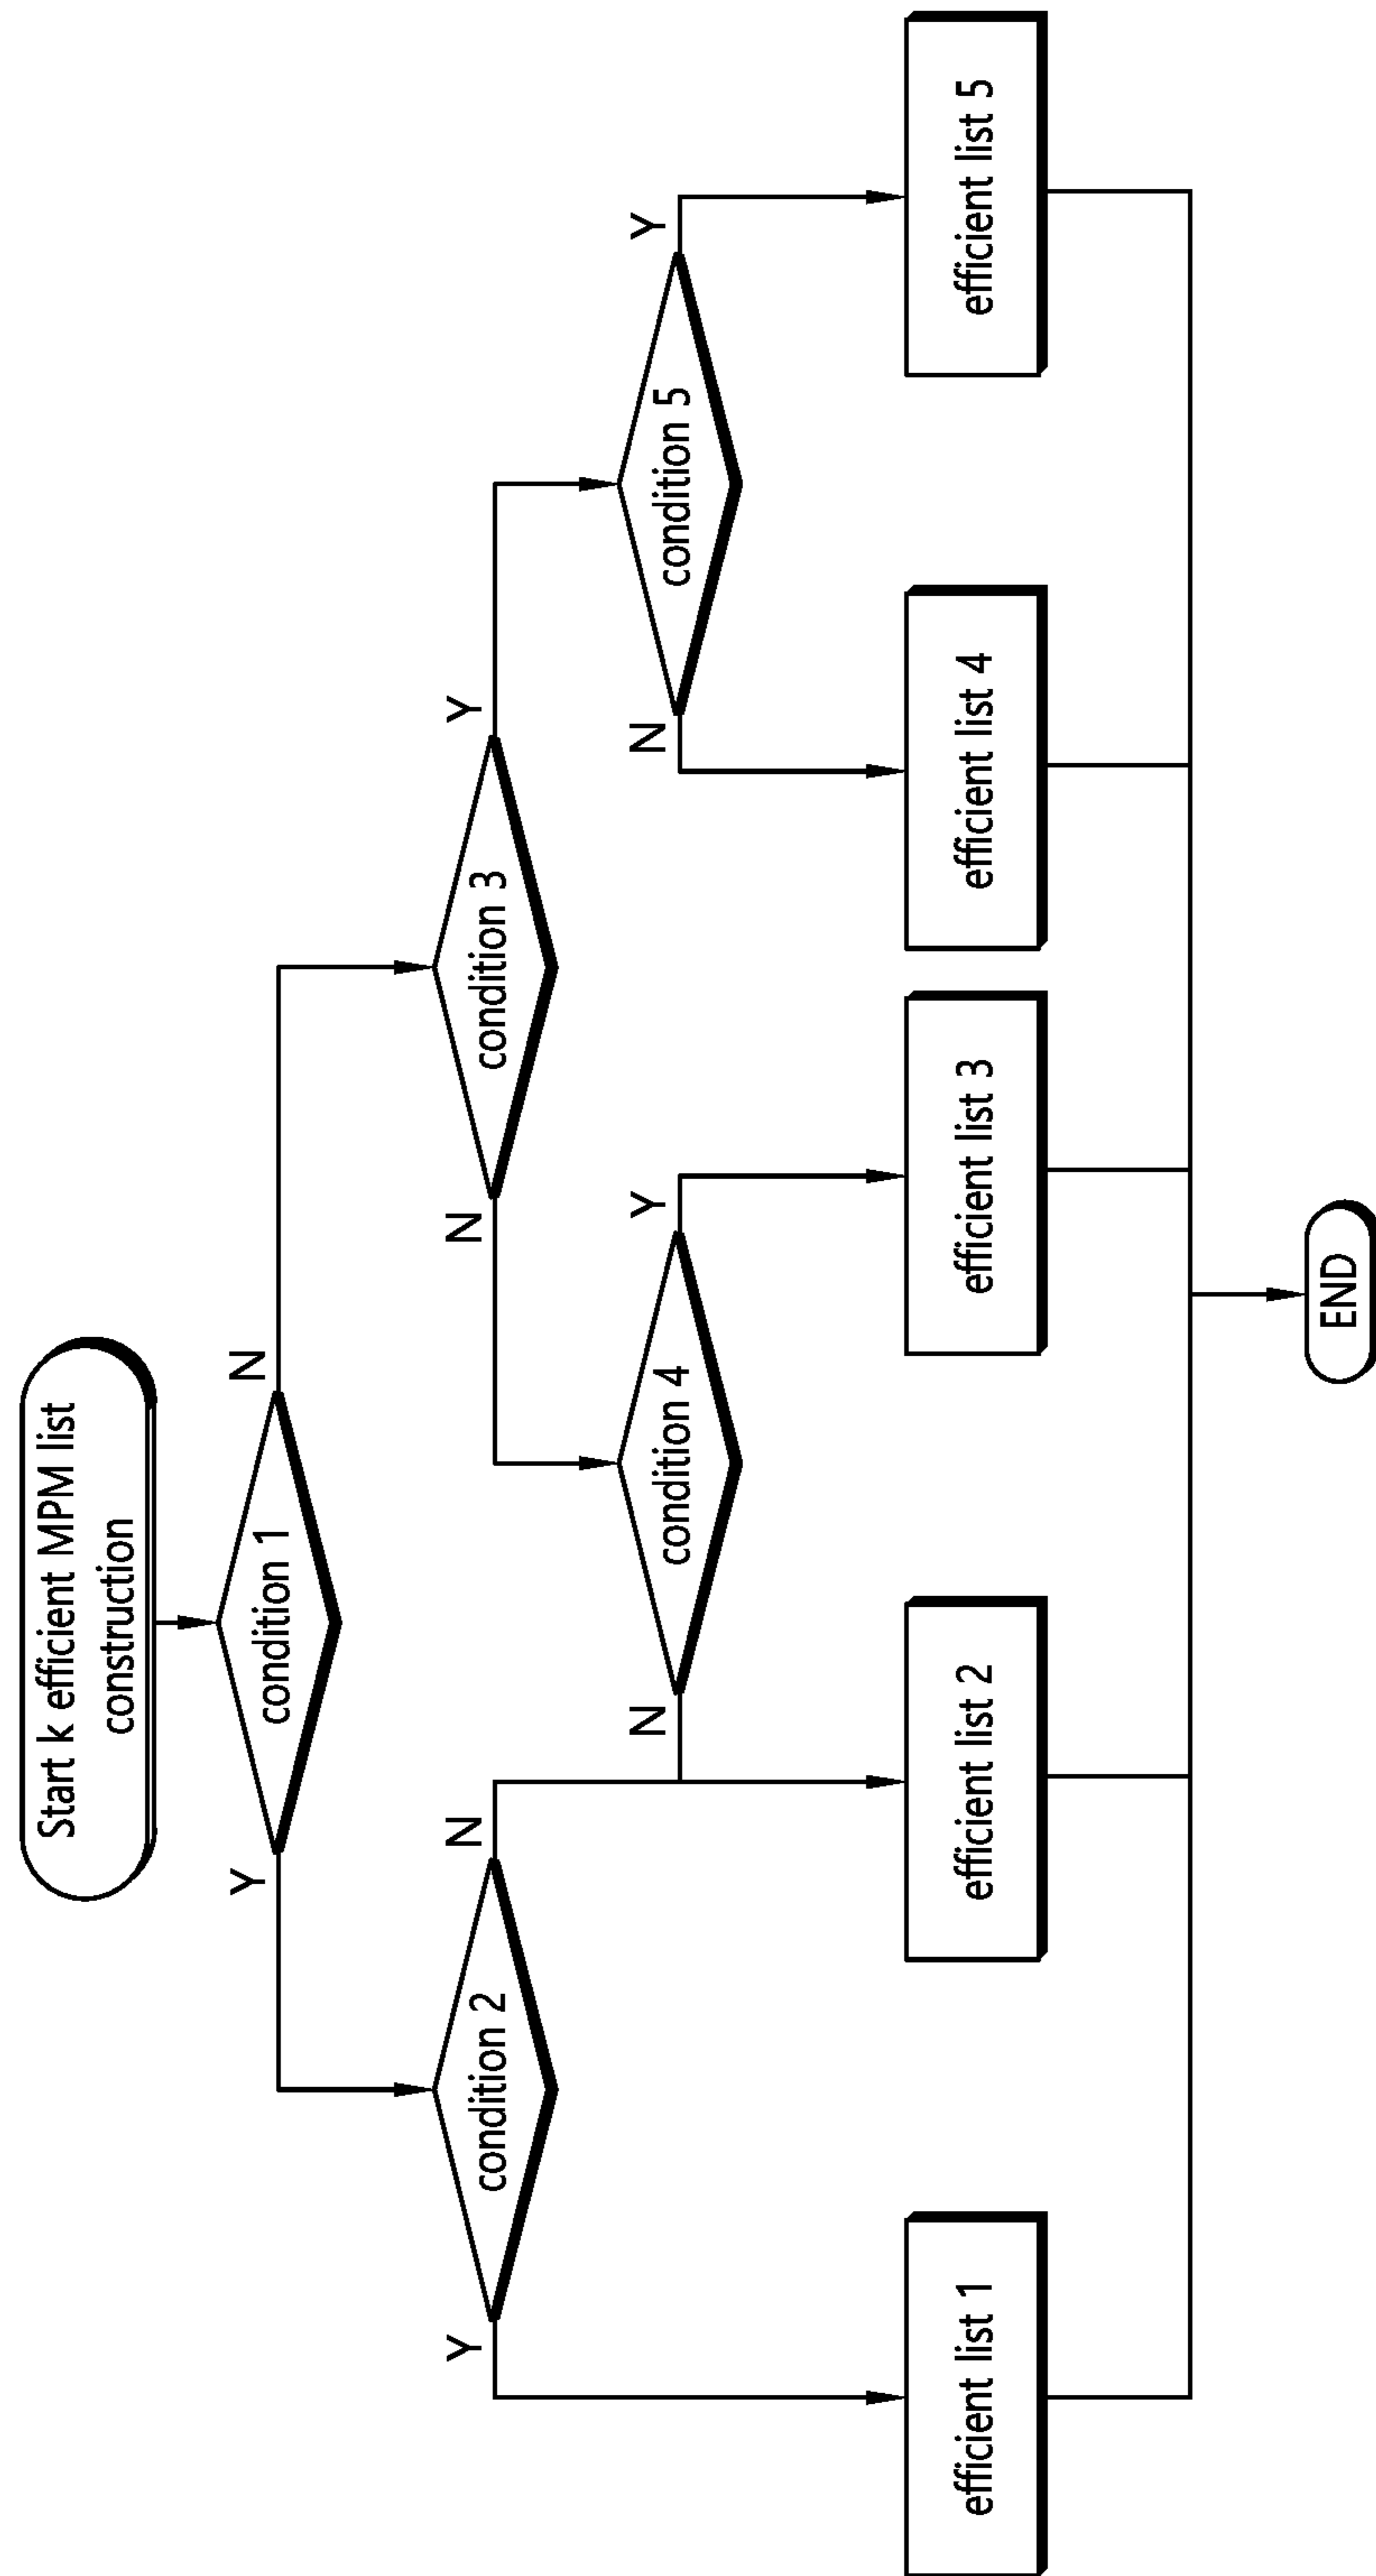 Start k efficient MPM list
construction
condition 1
Y
N
condition 2
condition 3
Y
N
N
Y
condition 4
condition 5
N
Y
N
Y
efficient list 1
efficient list 2
efficient list 3
efficient list 4
efficient list 5
END